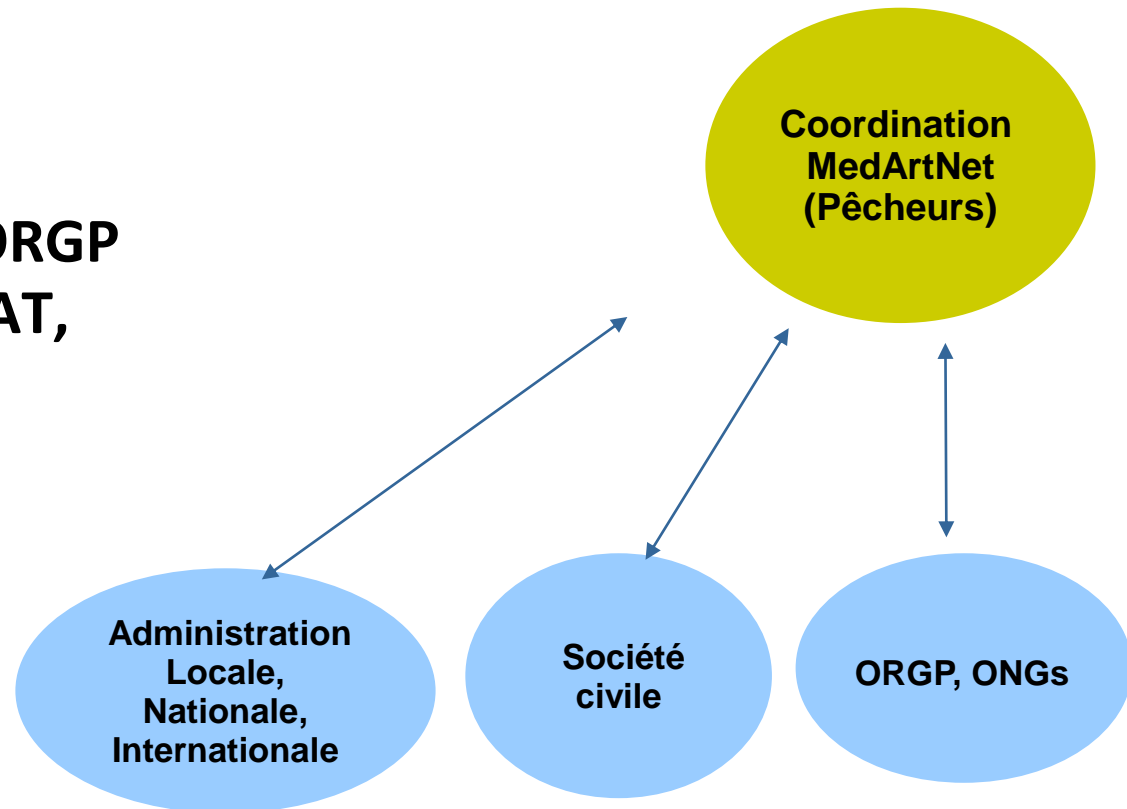 Coordination
MedArtNet
(Pêcheurs)
ORGP
AT,
Administration
Locale,
Nationale,
Internationale
Société
civile
ORGP, ONGs